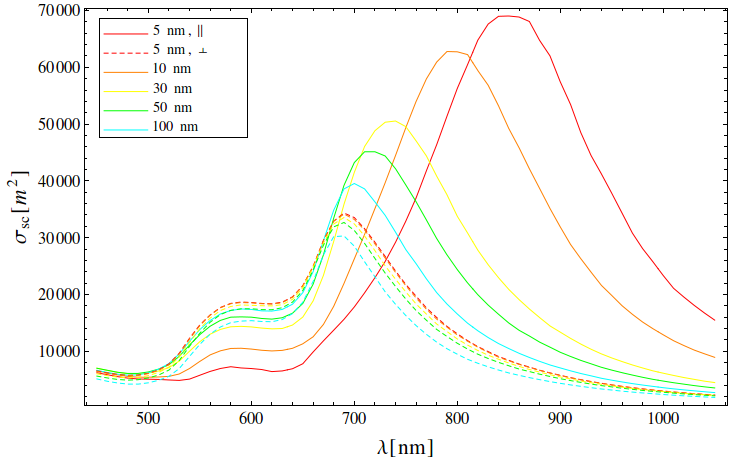 70000
60000
50000
40000
30000
20000
10000
σsc[m²]
5 nm, ∥
5 nm, ⊥
10 nm
30 nm
50 nm
100 nm
500 600 700 800 900 1000
λ[nm]